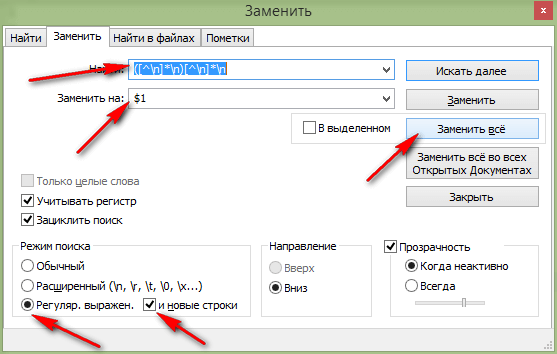 Заменить
x
Найти Заменить Найти в файлах Пометки
Найти: ([^\n]*\n)[^\n]*\n
Искать далее
Заменить на: $1
Заменить
В выделенном
Заменить всё
Заменить всё во всех Открытых Документах
Только целые слова
Закрыть
Учитывать регистр
Зациклить поиск
Режим поиска
Обычный
Расширенный (\n, \r, \t, \0, \x...)
Регуляр. выражен.
и новые строки
Направление
Вверх
Вниз
Прозрачность
Когда неактивно
Всегда